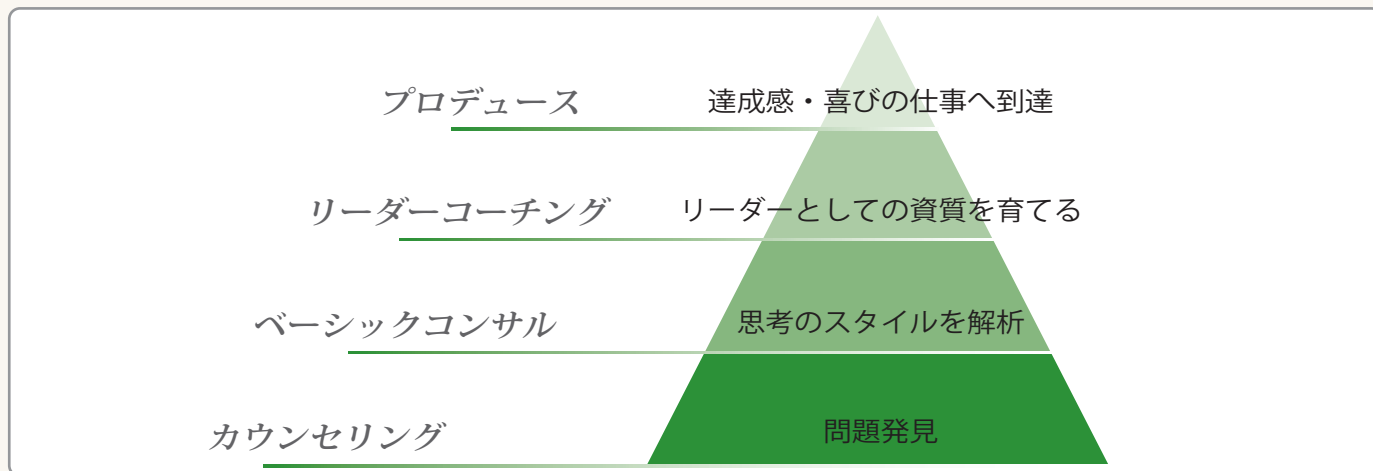 プロデュース
達成感・喜びの仕事へ到達
リーダーコーチング
リーダーとしての資質を育てる
ベーシックコンサル
思考のスタイルを解析
カウンセリング
問題発見